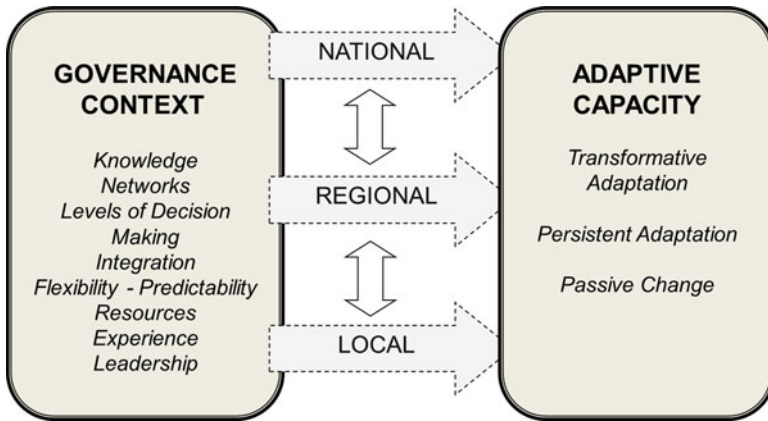 GOVERNANCE
CONTEXT
Knowledge
Networks
Levels of Decision
Making
Integration
Flexibility - Predictability
Resources
Experience
Leadership
NATIONAL
REGIONAL
LOCAL
ADAPTIVE
CAPACITY
Transformative
Adaptation
Persistent Adaptation
Passive Change